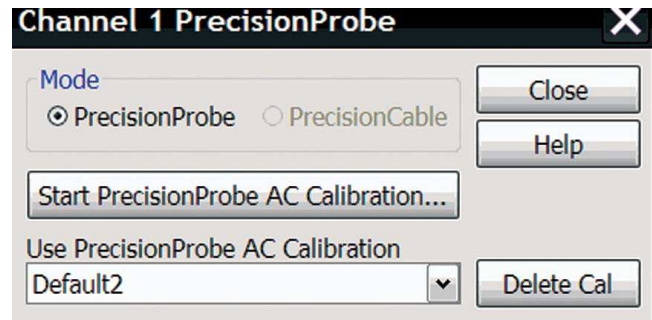 Channel 1 PrecisionProbe
Mode
PrecisionProbe PrecisionCable
Close
Help
Start PrecisionProbe AC Calibration...
Use PrecisionProbe AC Calibration
Default2
Delete Cal